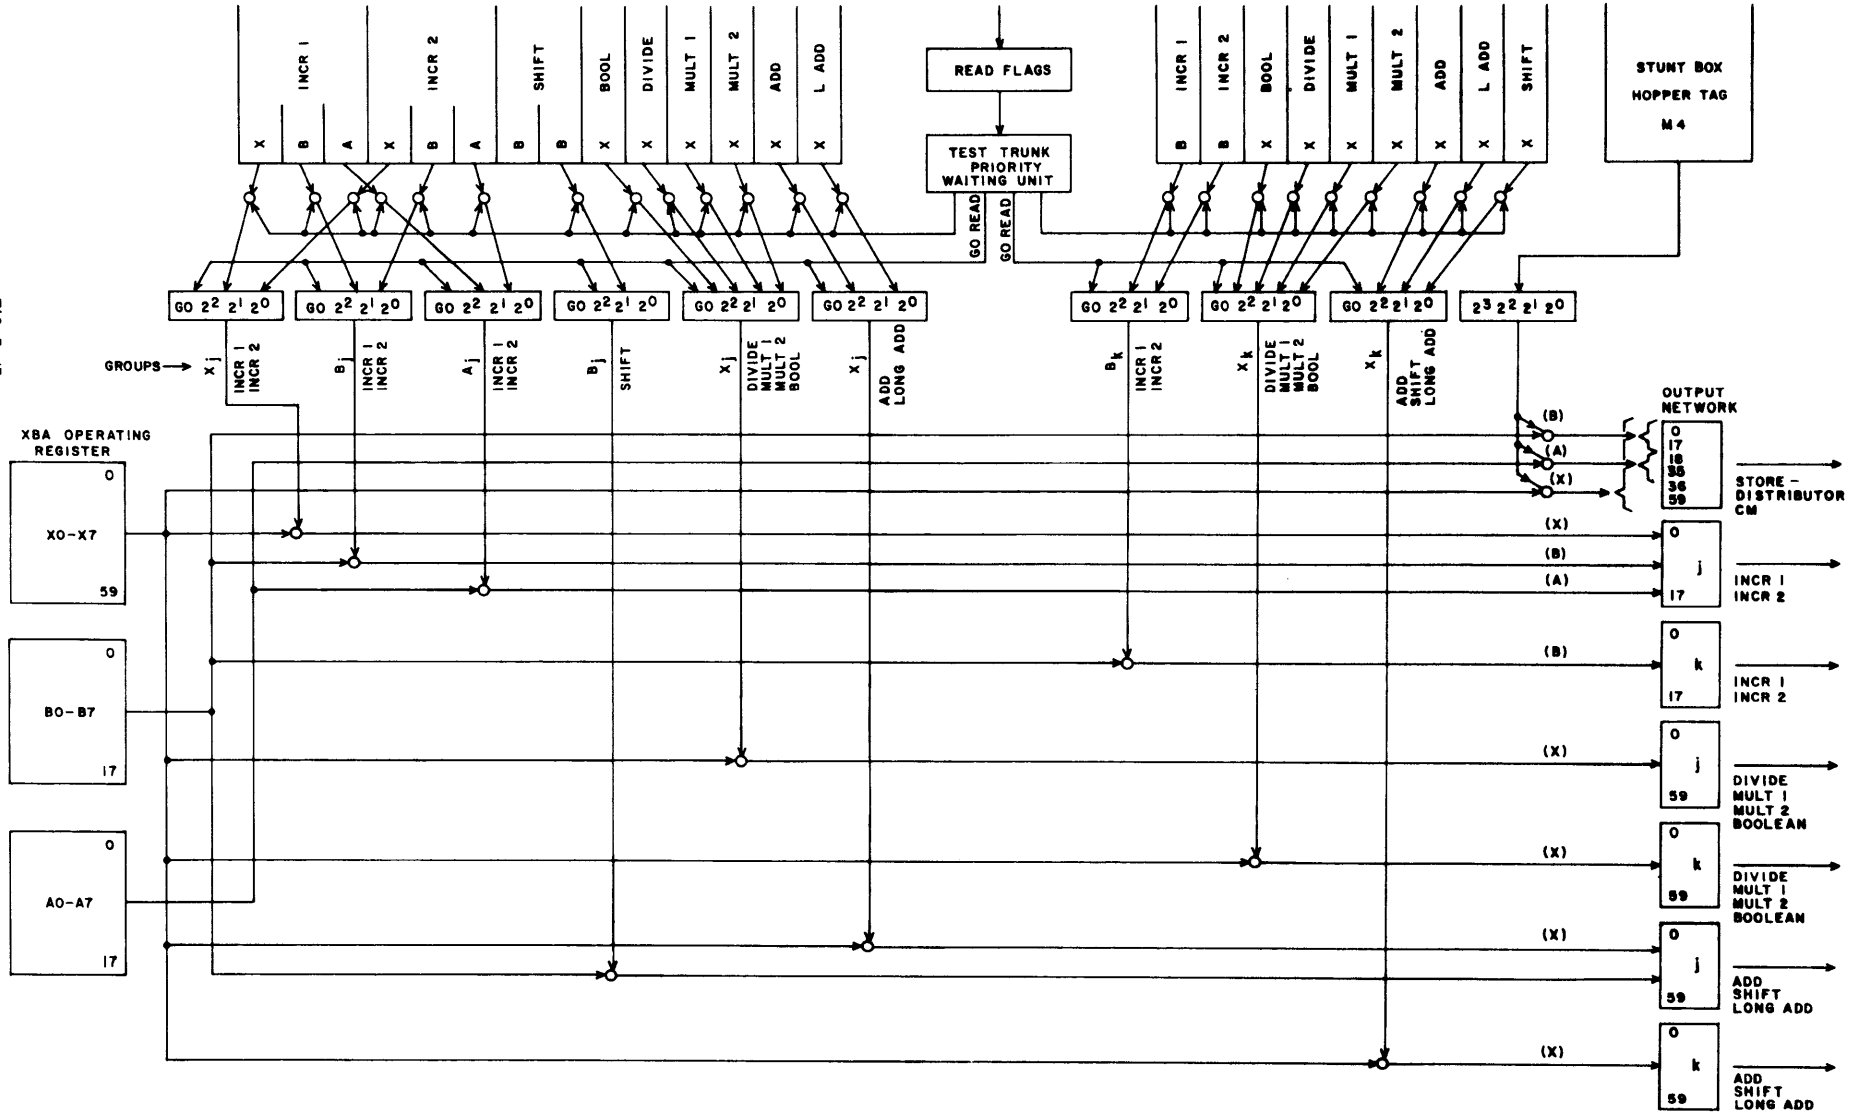 INCR 1
INCR 2
SHIFT
BOOL
DIVIDE
MULT 1
MULT 2
ADD
L ADD
X
B
A
X
B
A
B
B
X
X
X
X
X
X
READ FLAGS
TEST TRUNK
PRIORITY
WAITING UNIT
GO READ
GO READ
INCR 1
INCR 2
BOOL
DIVIDE
MULT 1
MULT 2
ADD
L ADD
SHIFT
B
B
X
X
X
X
X
X
X
STUNT BOX
HOPPER TAG
M4
GO 2² 2¹ 2⁰
GO 2² 2¹ 2⁰
GO 2² 2¹ 2⁰
GO 2² 2¹ 2⁰
GO 2² 2¹ 2⁰
GO 2² 2¹ 2⁰
GO 2² 2¹ 2⁰
GO 2² 2¹ 2⁰
GO 2² 2¹ 2⁰
2³ 2² 2¹ 2⁰
GROUPS
Xj
INCR 1
INCR 2
Bj
INCR 1
INCR 2
Aj
INCR 1
INCR 2
Bj
SHIFT
Xj
DIVIDE
MULT 1
MULT 2
BOOL
Xj
ADD
LONG ADD
Bk
INCR 1
INCR 2
Xk
DIVIDE
MULT 1
MULT 2
BOOL
Xk
ADD
SHIFT
LONG ADD
XBA OPERATING
REGISTER
0
X0-X7
59
0
B0-B7
17
0
A0-A7
17
(B)
(A)
(X)
OUTPUT
NETWORK
0
17
18
35
36
59
STORE-
DISTRIBUTOR
CM
(X)
(B)
(A)
0
j
17
INCR 1
INCR 2
(B)
0
k
17
INCR 1
INCR 2
(X)
0
j
59
DIVIDE
MULT 1
MULT 2
BOOLEAN
(X)
0
k
59
DIVIDE
MULT 1
MULT 2
BOOLEAN
(X)
0
j
59
ADD
SHIFT
LONG ADD
(X)
0
k
59
ADD
SHIFT
LONG ADD